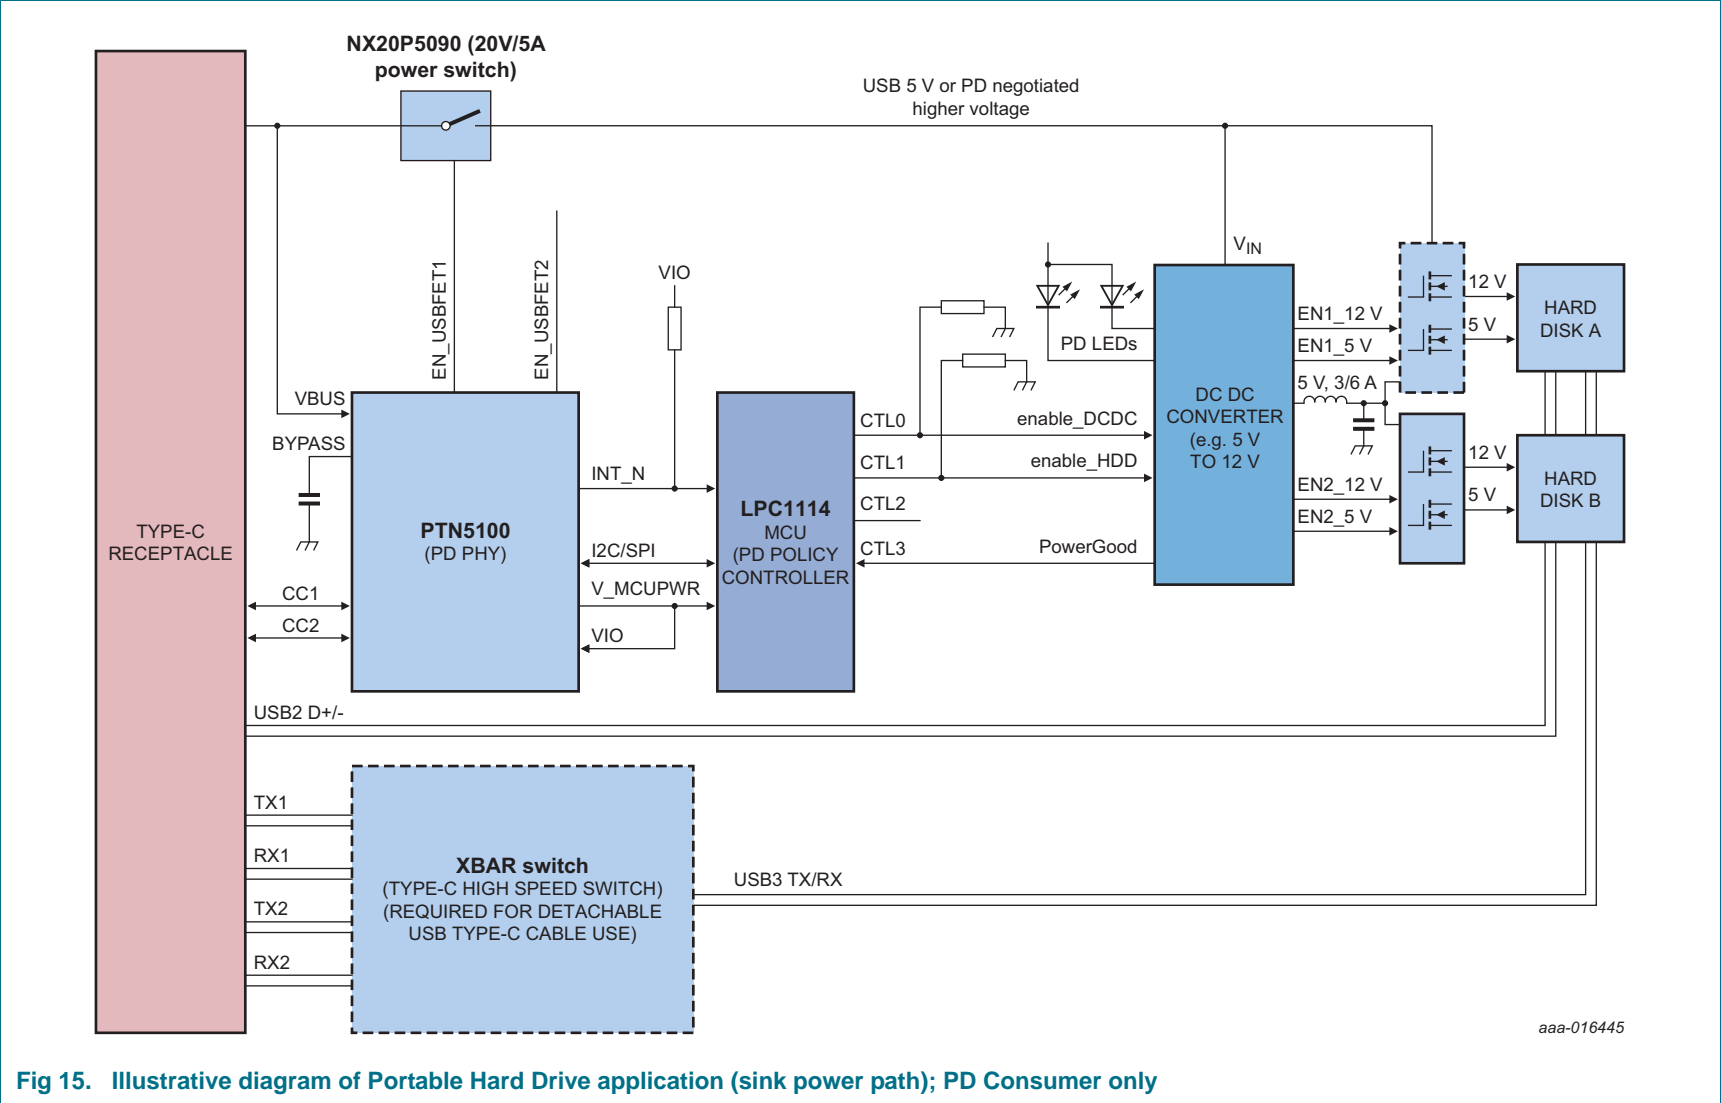 NX20P5090 (20V/5A
power switch)
USB 5 V or PD negotiated
higher voltage
EN_USBFET1
EN_USBFET2
VIO
VIN
VBUS
BYPASS
PTN5100
(PD PHY)
INT_N
I2C/SPI
V_MCUPWR
VIO
CC1
CC2
TYPE-C
RECEPTACLE
LPC1114
MCU
(PD POLICY
CONTROLLER
CTL0
CTL1
CTL2
CTL3
PD LEDs
enable_DCDC
enable_HDD
PowerGood
DC DC
CONVERTER
(e.g. 5 V
TO 12 V
EN1_12 V
EN1_5 V
5 V, 3/6 A
EN2_12 V
EN2_5 V
12 V
5 V
HARD
DISK A
12 V
5 V
HARD
DISK B
USB2 D+/-
TX1
RX1
TX2
RX2
XBAR switch
(TYPE-C HIGH SPEED SWITCH)
(REQUIRED FOR DETACHABLE
USB TYPE-C CABLE USE)
USB3 TX/RX
aaa-016445
Fig 15. Illustrative diagram of Portable Hard Drive application (sink power path); PD Consumer only